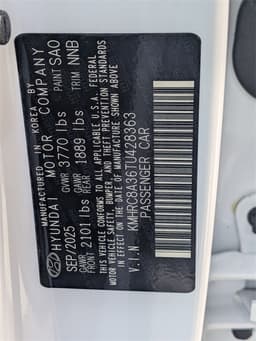 MANUFACTURED IN KOREA BY
HYUNDAI MOTOR COMPANY
SEP/2025 GVWR 3770 lbs PAINT SAO
GAWR FRONT 2101 lbs GAWR REAR 1889 lbs TRIM NNB
THIS VEHICLE CONFORMS TO ALL APPLICABLE U.S.A. FEDERAL
MOTOR VEHICLE SAFETY, BUMPER, AND THEFT PREVENTION STANDARDS
IN EFFECT ON THE DATE OF MANUFACTURE SHOWN ABOVE.
V.I.N KMHRC8A36TU428363
PASSENGER CAR